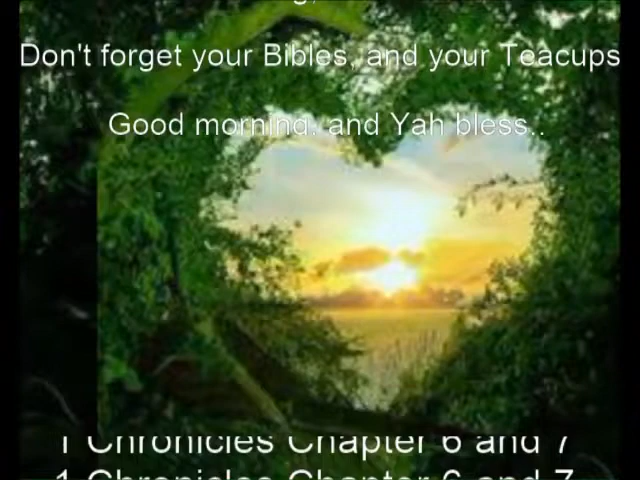 Don't forget your Bibles, and your Teacups
Good morning, and Yah bless..
1 Chronicles Chapter 6 and 7
1 Chronicles Chapter 6 and 7